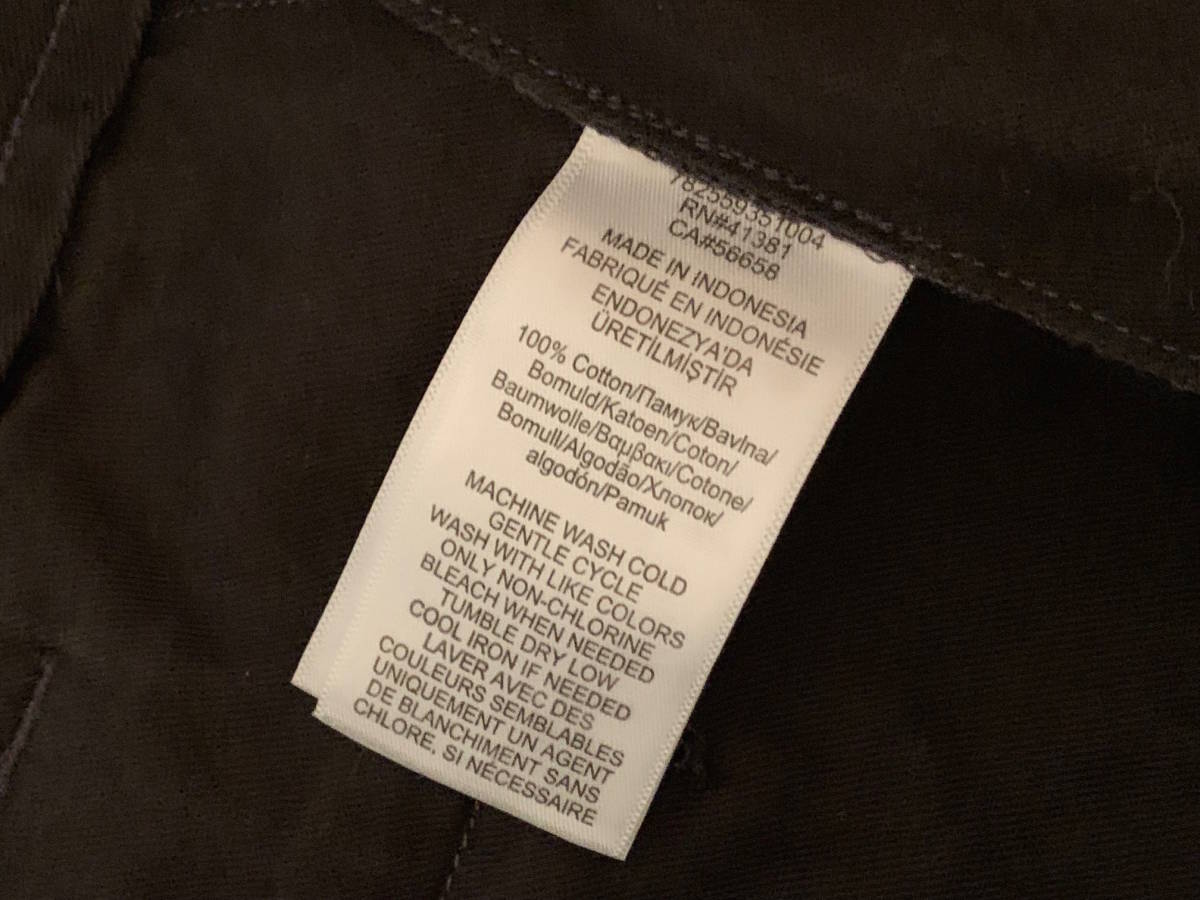 782559351004
RN#41381
CA#56658
MADE IN INDONESIA
FABRIQUÉ EN INDONÉSIE
ENDONEZYA'DA
ÜRETİLMİŞTİR
100% Cotton/Памук/Bavlna/
Bomuld/Katoen/Coton/
Baumwolle/Βαμβακι/Cotone/
Bomull/Algodão/Хлопок/
algodón/Pamuk
MACHINE WASH COLD
GENTLE CYCLE
WASH WITH LIKE COLORS
ONLY NON-CHLORINE
BLEACH WHEN NEEDED
TUMBLE DRY LOW
COOL IRON IF NEEDED
LAVER AVEC DES
COULEURS SEMBLABLES
UNIQUEMENT UN AGENT
DE BLANCHIMENT SANS
CHLORE, SI NÉCESSAIRE